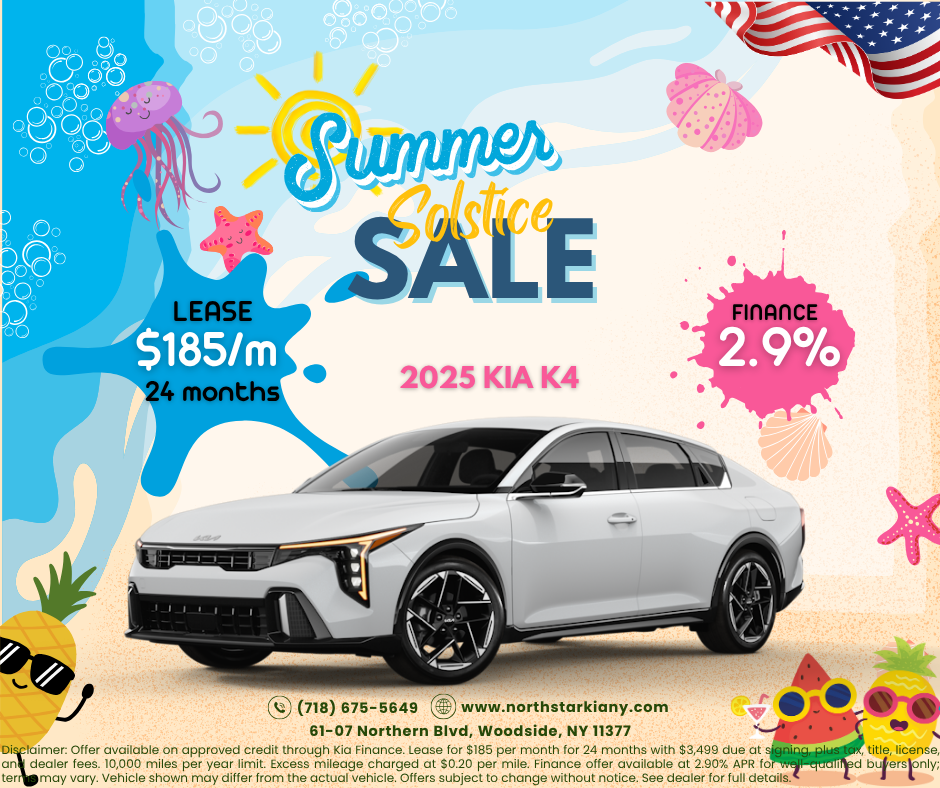 Summer
Solstice
SALE
LEASE
$185/m
24 months
FINANCE
2.9%
2025 KIA K4
(718) 675-5649 www.northstarkiany.com
61-07 Northern Blvd, Woodside, NY 11377
Disclaimer: Offer available on approved credit through Kia Finance. Lease for $185 per month for 24 months with $3,499 due at signing, plus tax, title, license,
and dealer fees. 10,000 miles per year limit. Excess mileage charged at $0.20 per mile. Finance offer available at 2.90% APR for well-qualified buyers only;
terms may vary. Vehicle shown may differ from the actual vehicle. Offers subject to change without notice. See dealer for full details.